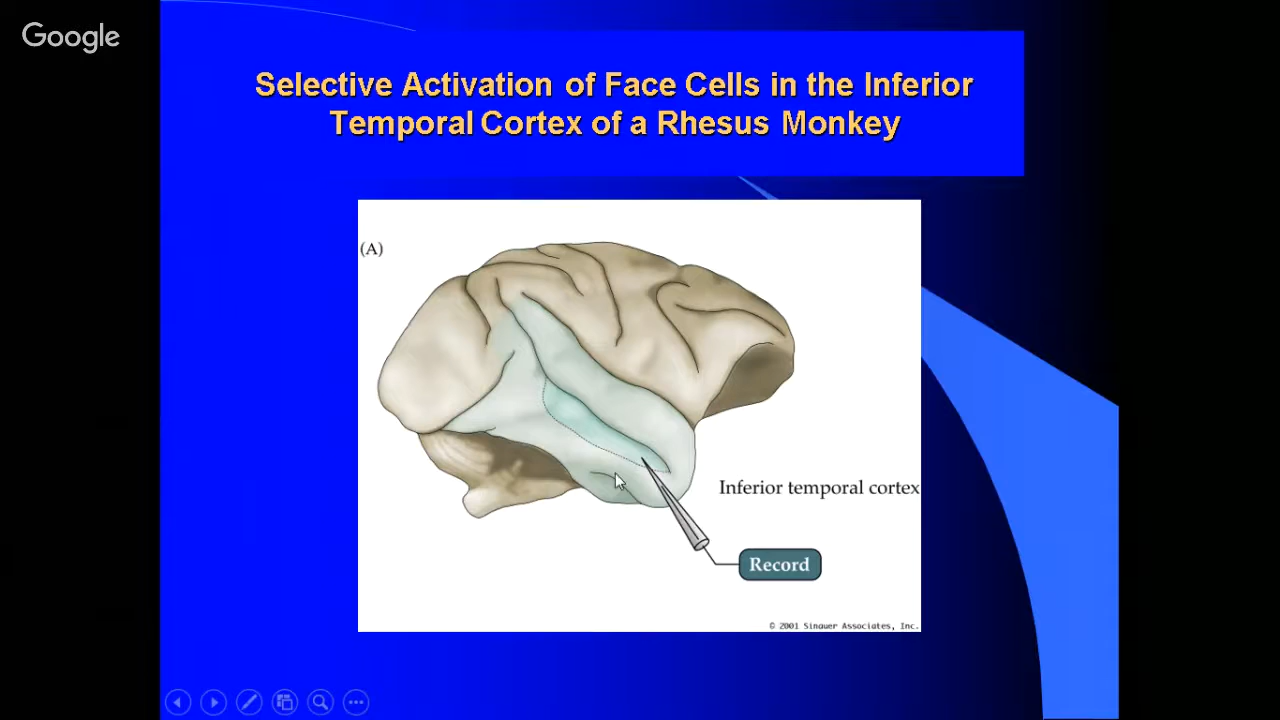 Google
Selective Activation of Face Cells in the Inferior
Temporal Cortex of a Rhesus Monkey
(A)
Inferior temporal cortex
Record
© 2001 Sinauer Associates, Inc.